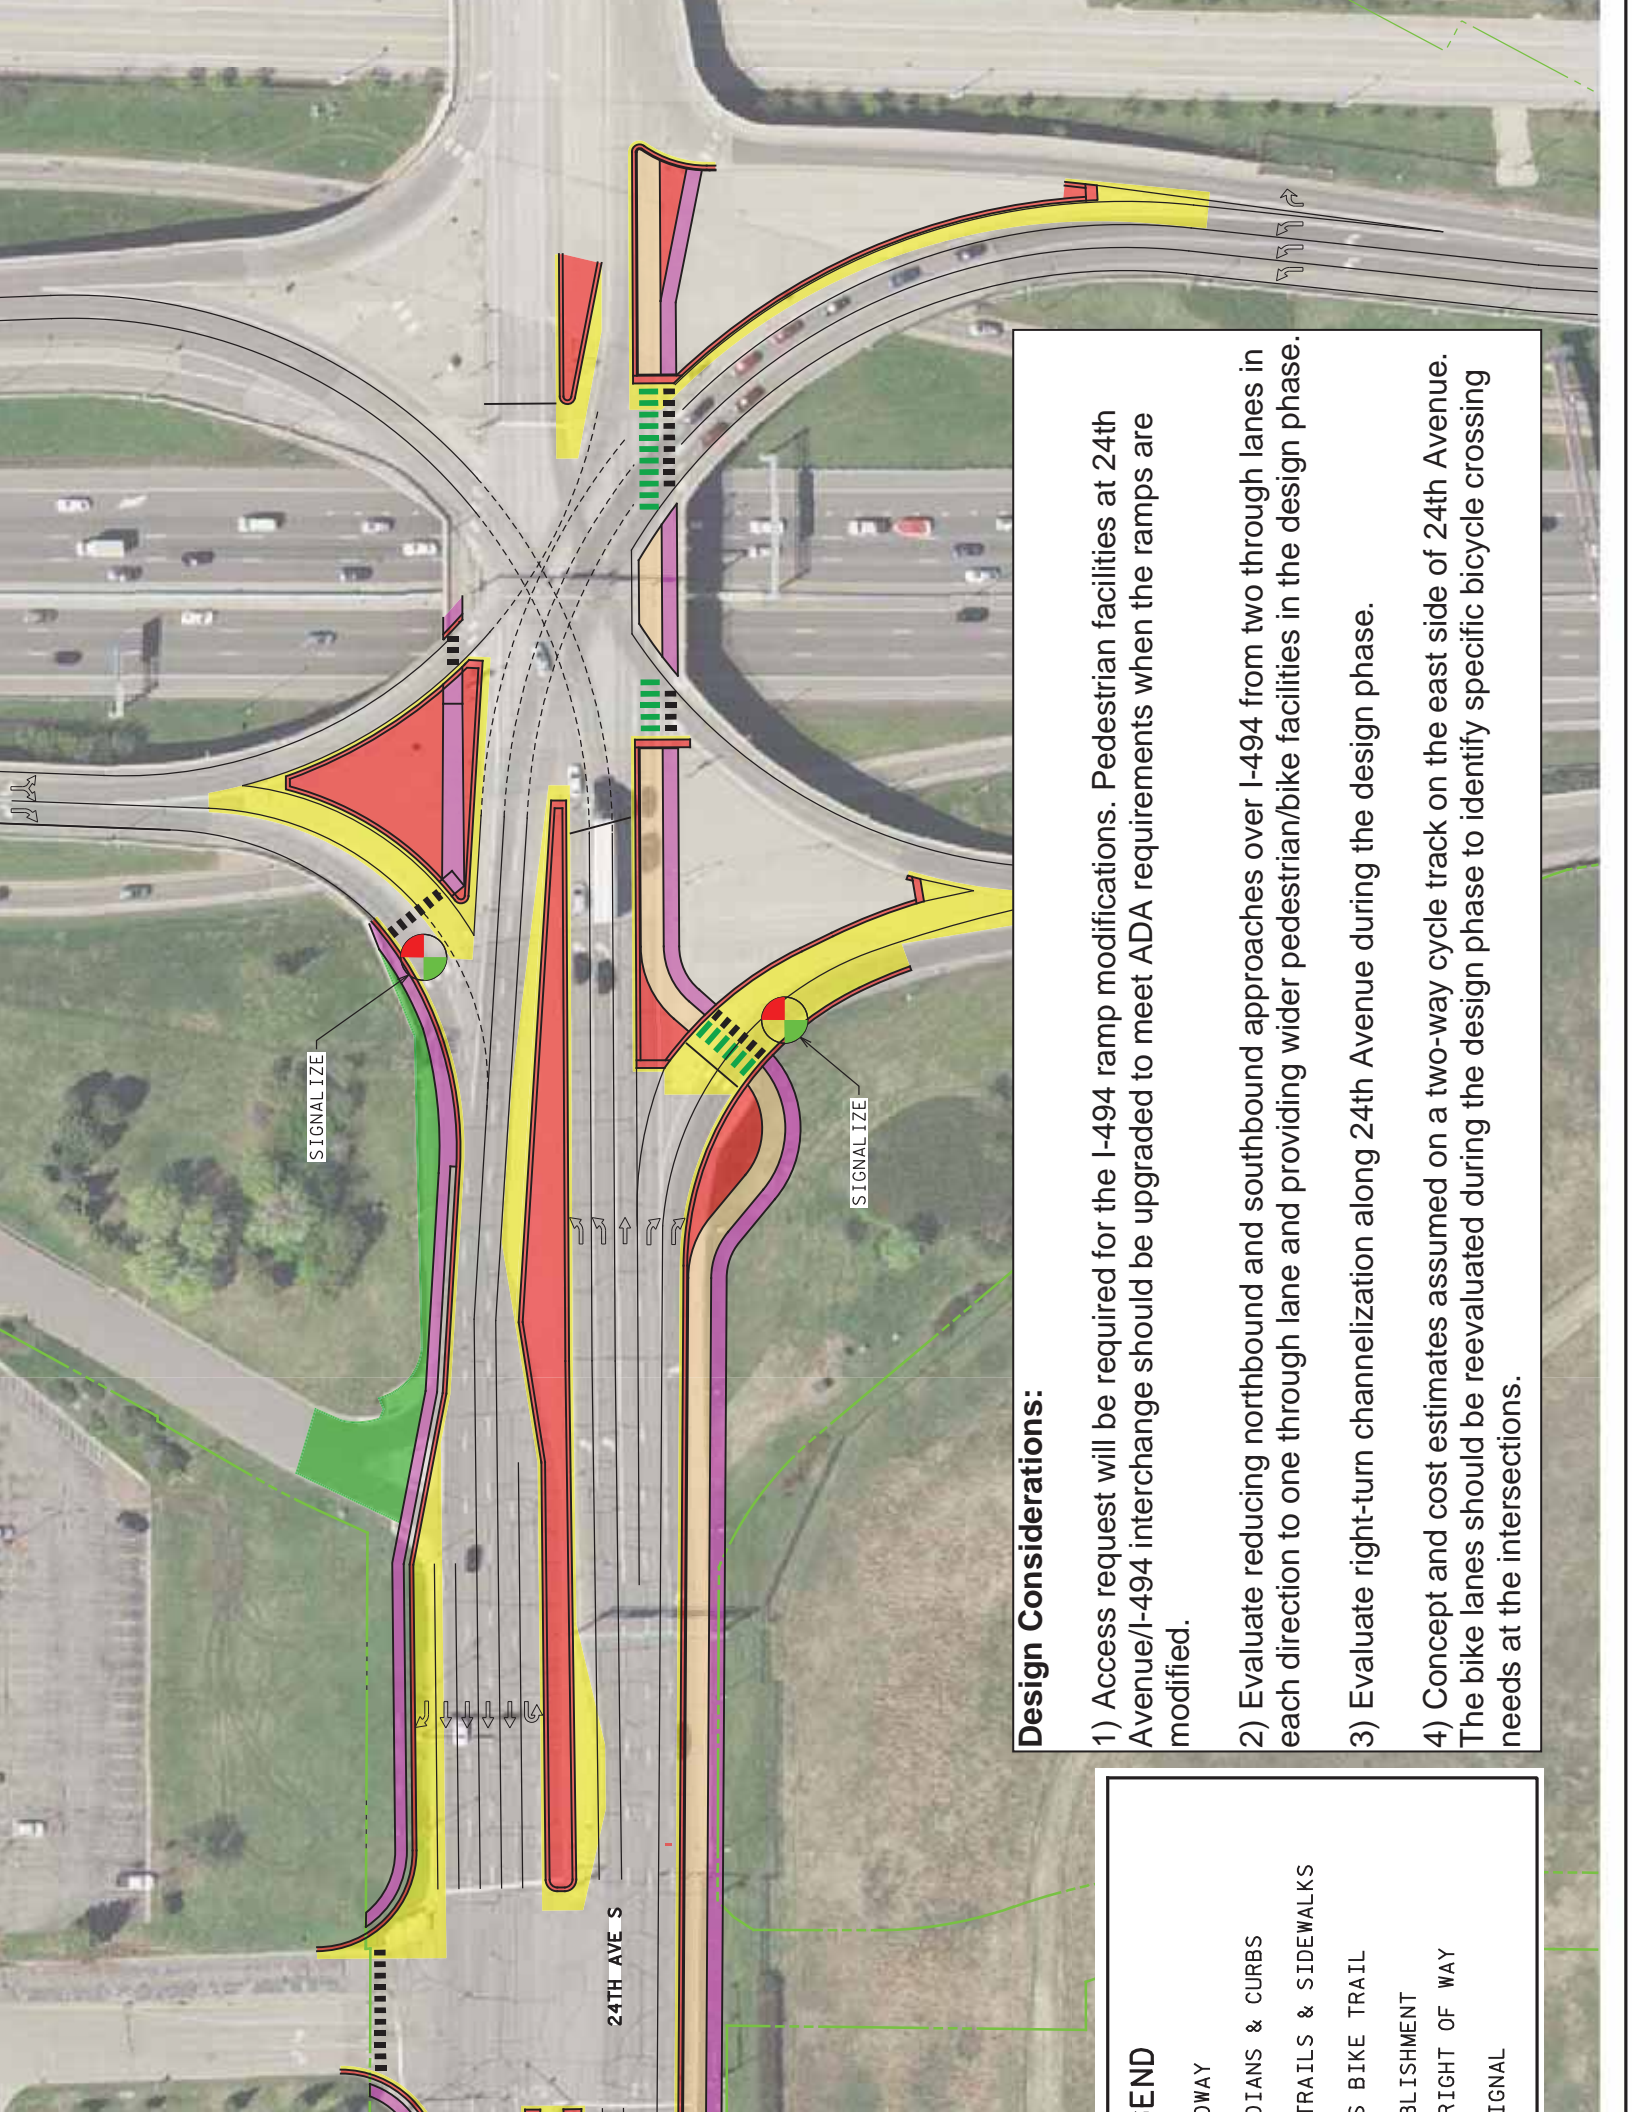 SIGNALIZE
SIGNALIZE
24TH AVE S
Design Considerations:
1) Access request will be required for the I-494 ramp modifications. Pedestrian facilities at 24th
Avenue/I-494 interchange should be upgraded to meet ADA requirements when the ramps are
modified.
2) Evaluate reducing northbound and southbound approaches over I-494 from two through lanes in
each direction to one through lane and providing wider pedestrian/bike facilities in the design phase.
3) Evaluate right-turn channelization along 24th Avenue during the design phase.
4) Concept and cost estimates assumed on a two-way cycle track on the east side of 24th Avenue.
The bike lanes should be reevaluated during the design phase to identify specific bicycle crossing
needs at the intersections.
END
DWAY
DIANS & CURBS
TRAILS & SIDEWALKS
S BIKE TRAIL
BLISHMENT
RIGHT OF WAY
IGNAL